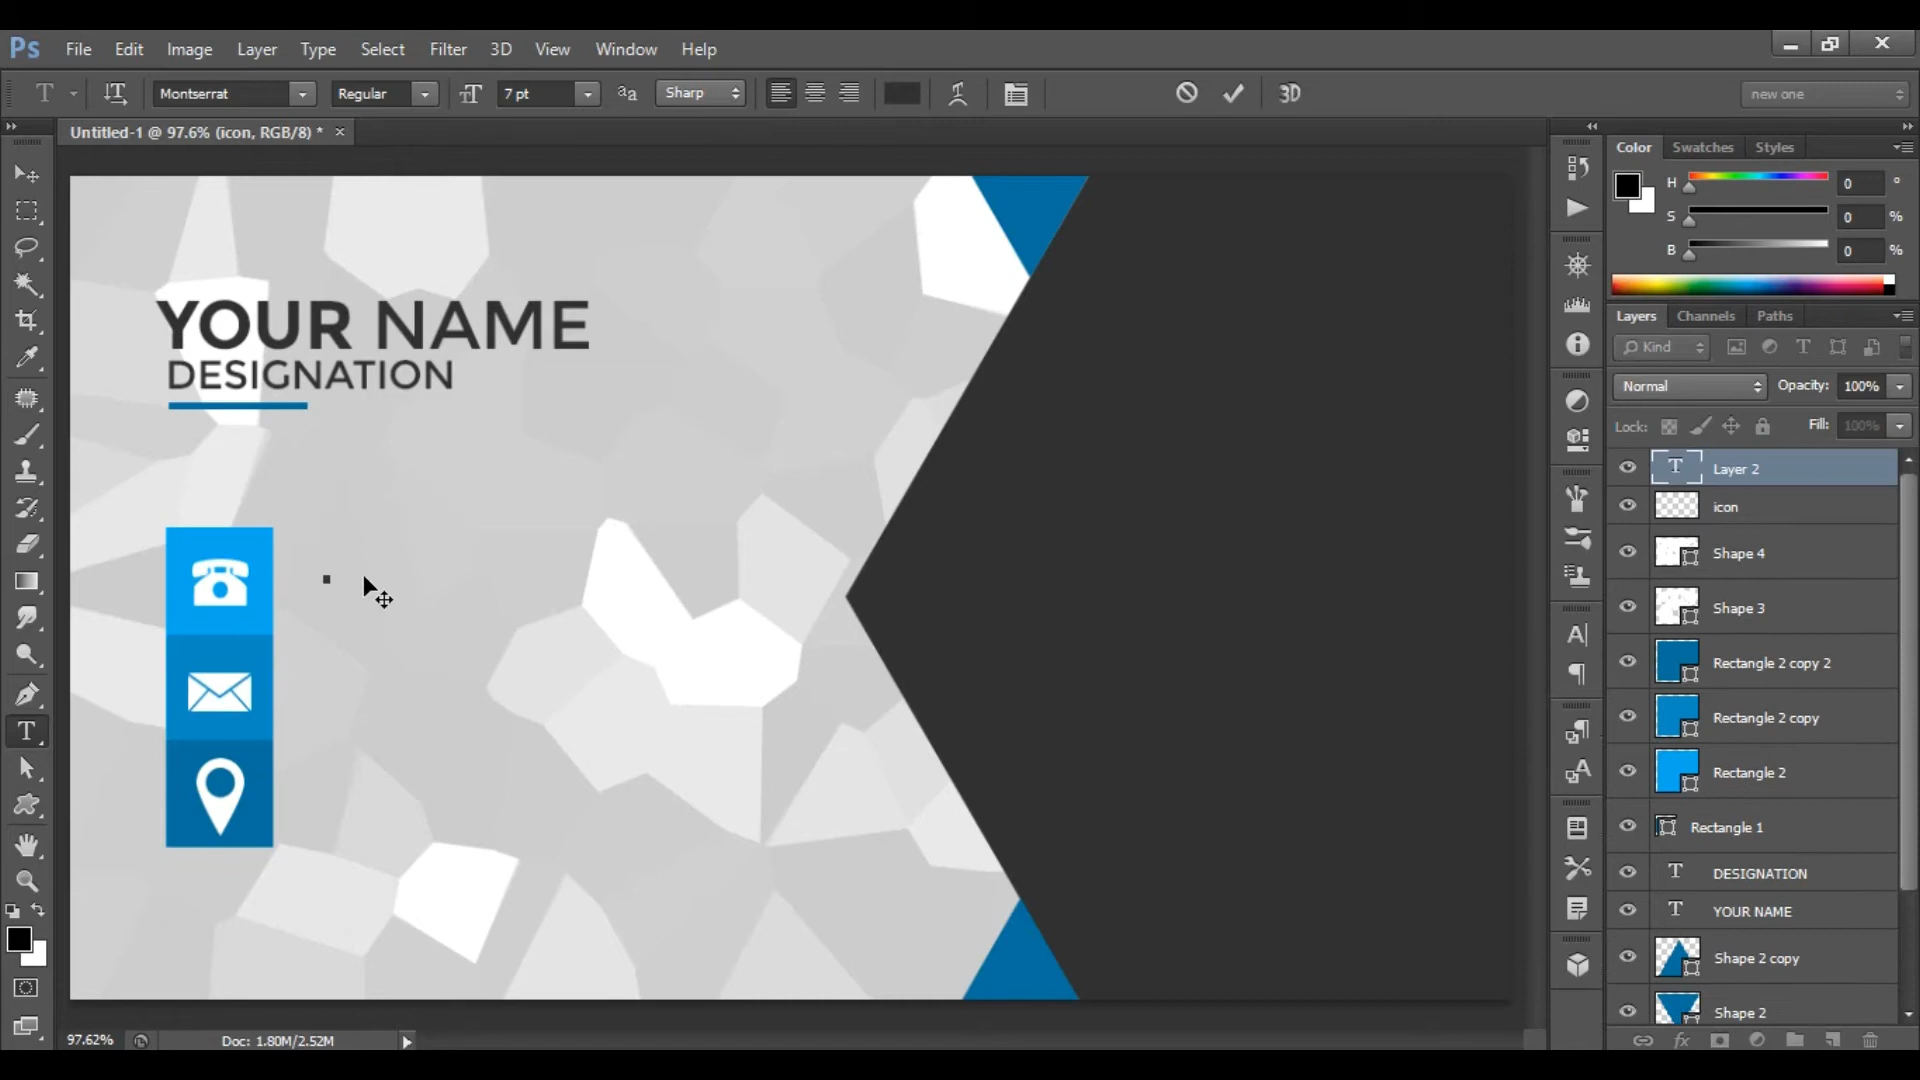 Ps File Edit Image Layer Type Select Filter 3D View Window Help
T Montserrat Regular 7 pt aa Sharp 3D new one
Untitled-1 @ 97.6% (icon, RGB/8) * ×
Color Swatches Styles
H 0 °
S 0 %
B 0 %
Layers Channels Paths
Kind
Normal Opacity: 100%
Lock: Fill: 100%
Layer 2
icon
Shape 4
Shape 3
Rectangle 2 copy 2
Rectangle 2 copy
Rectangle 2
Rectangle 1
DESIGNATION
YOUR NAME
Shape 2 copy
Shape 2
fx
YOUR NAME
DESIGNATION
97.62% Doc: 1.80M/2.52M